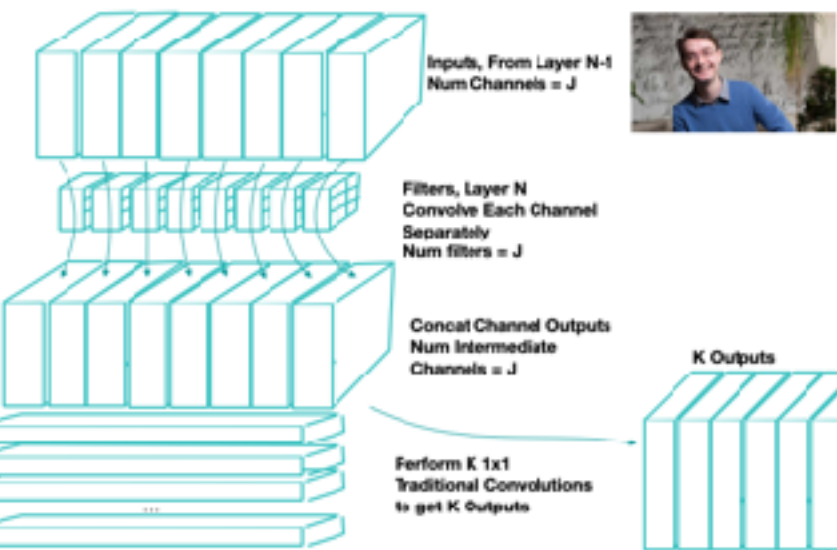 Inputs, From Layer N-1
Num Channels = J
Filters, Layer N
Convolve Each Channel
Separately
Num filters = J
Concat Channel Outputs
Num Intermediate
Channels = J
K Outputs
Perform K 1x1
Traditional Convolutions
to get K Outputs
...